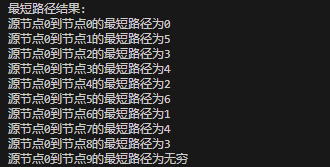 最短路径结果:
源节点0到节点0的最短路径为0
源节点0到节点1的最短路径为5
源节点0到节点2的最短路径为3
源节点0到节点3的最短路径为4
源节点0到节点4的最短路径为2
源节点0到节点5的最短路径为6
源节点0到节点6的最短路径为1
源节点0到节点7的最短路径为4
源节点0到节点8的最短路径为3
源节点0到节点9的最短路径为无穷